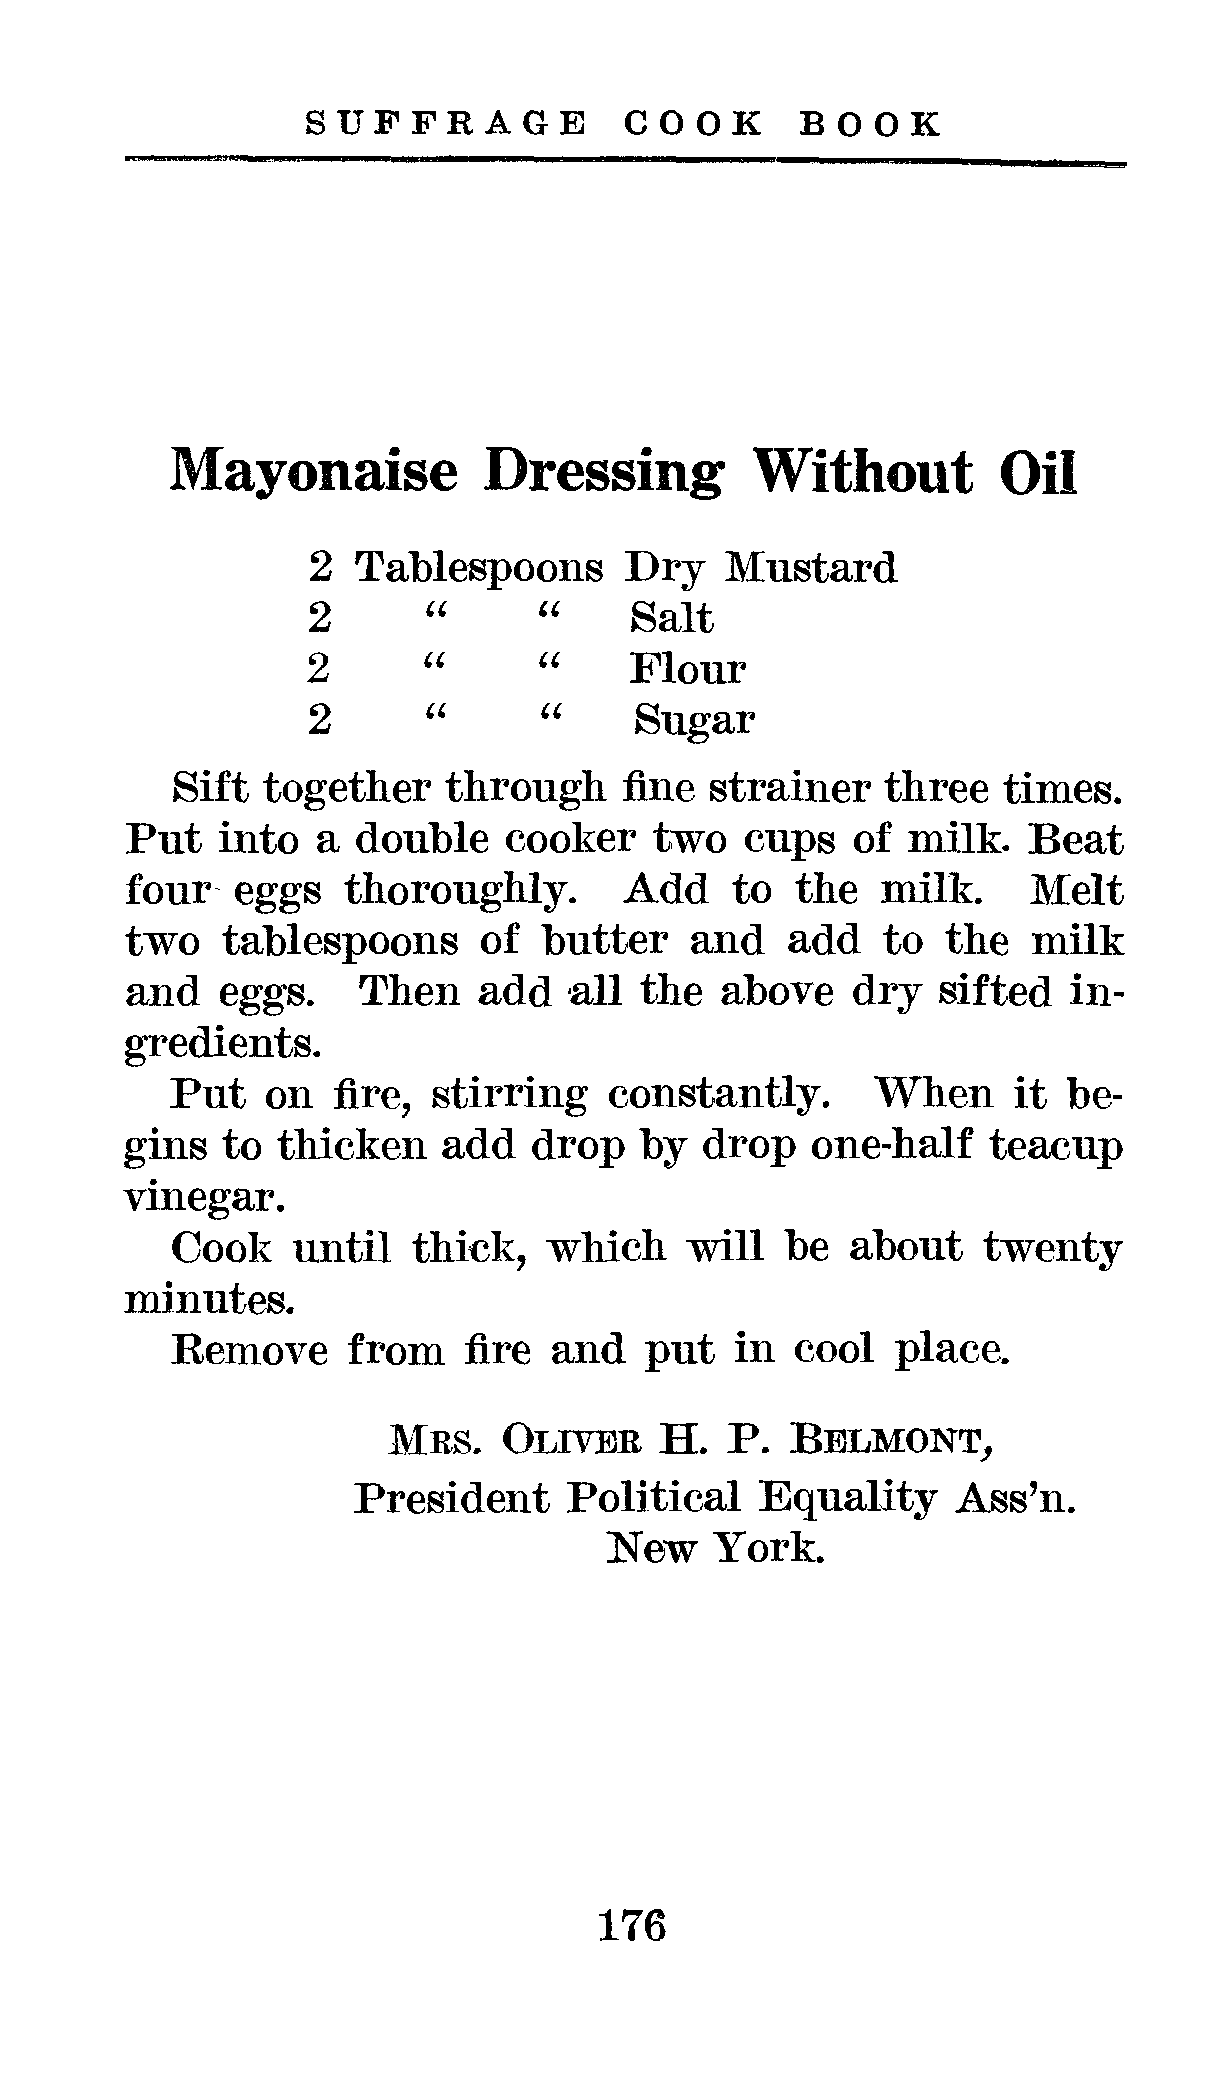 SUFFRAGE COOK BOOK
Mayonaise Dressing Without Oil
2 Tablespoons Dry Mustard
2 “ “ Salt
2 “ “ Flour
2 “ “ Sugar
Sift together through fine strainer three times.
Put into a double cooker two cups of milk. Beat
four eggs thoroughly. Add to the milk. Melt
two tablespoons of butter and add to the milk
and eggs. Then add all the above dry sifted in-
gredients.
Put on fire, stirring constantly. When it be-
gins to thicken add drop by drop one-half teacup
vinegar.
Cook until thick, which will be about twenty
minutes.
Remove from fire and put in cool place.
Mrs. Oliver H. P. Belmont,
President Political Equality Ass’n.
New York.
176